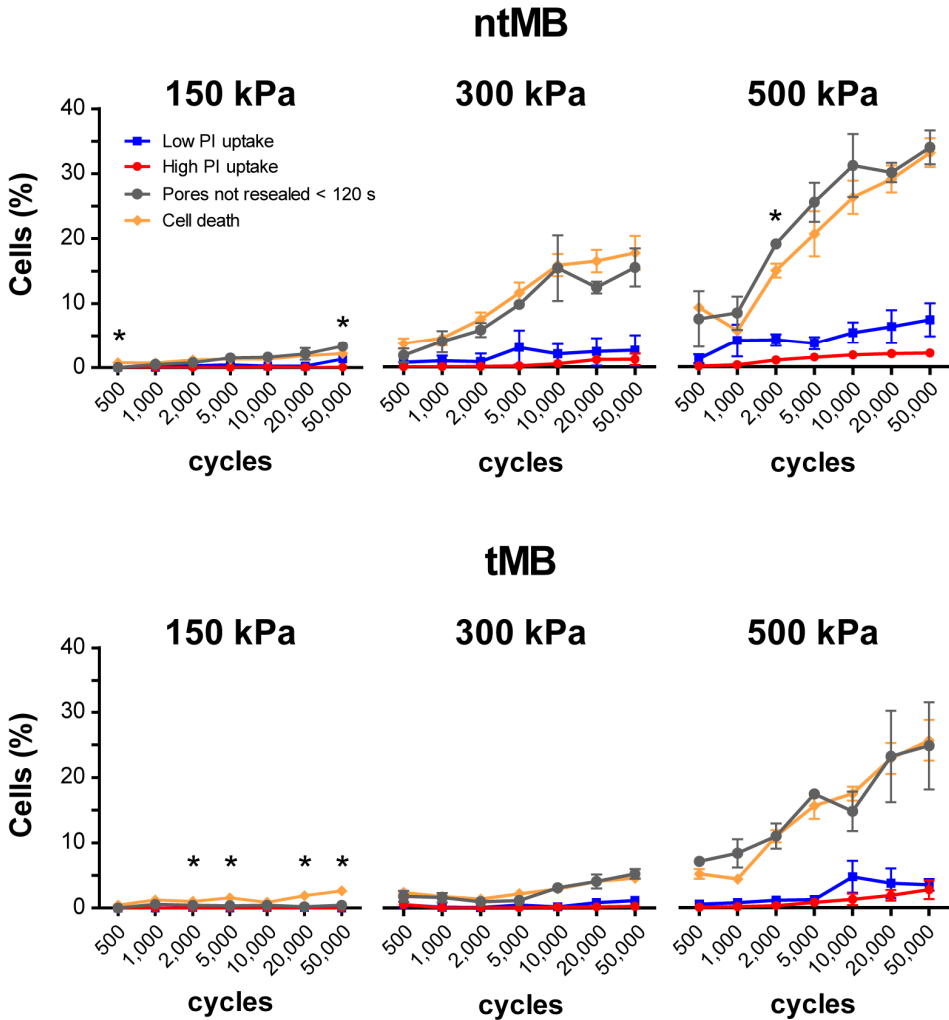 ntMB
150 kPa 300 kPa 500 kPa
Cells (%)
40
30
20
10
0
Low PI uptake
High PI uptake
Pores not resealed < 120 s
Cell death
* * *
500 1,000 2,000 5,000 10,000 20,000 50,000 500 1,000 2,000 5,000 10,000 20,000 50,000 500 1,000 2,000 5,000 10,000 20,000 50,000
cycles cycles cycles
tMB
150 kPa 300 kPa 500 kPa
Cells (%)
40
30
20
10
0
* * * *
500 1,000 2,000 5,000 10,000 20,000 50,000 500 1,000 2,000 5,000 10,000 20,000 50,000 500 1,000 2,000 5,000 10,000 20,000 50,000
cycles cycles cycles